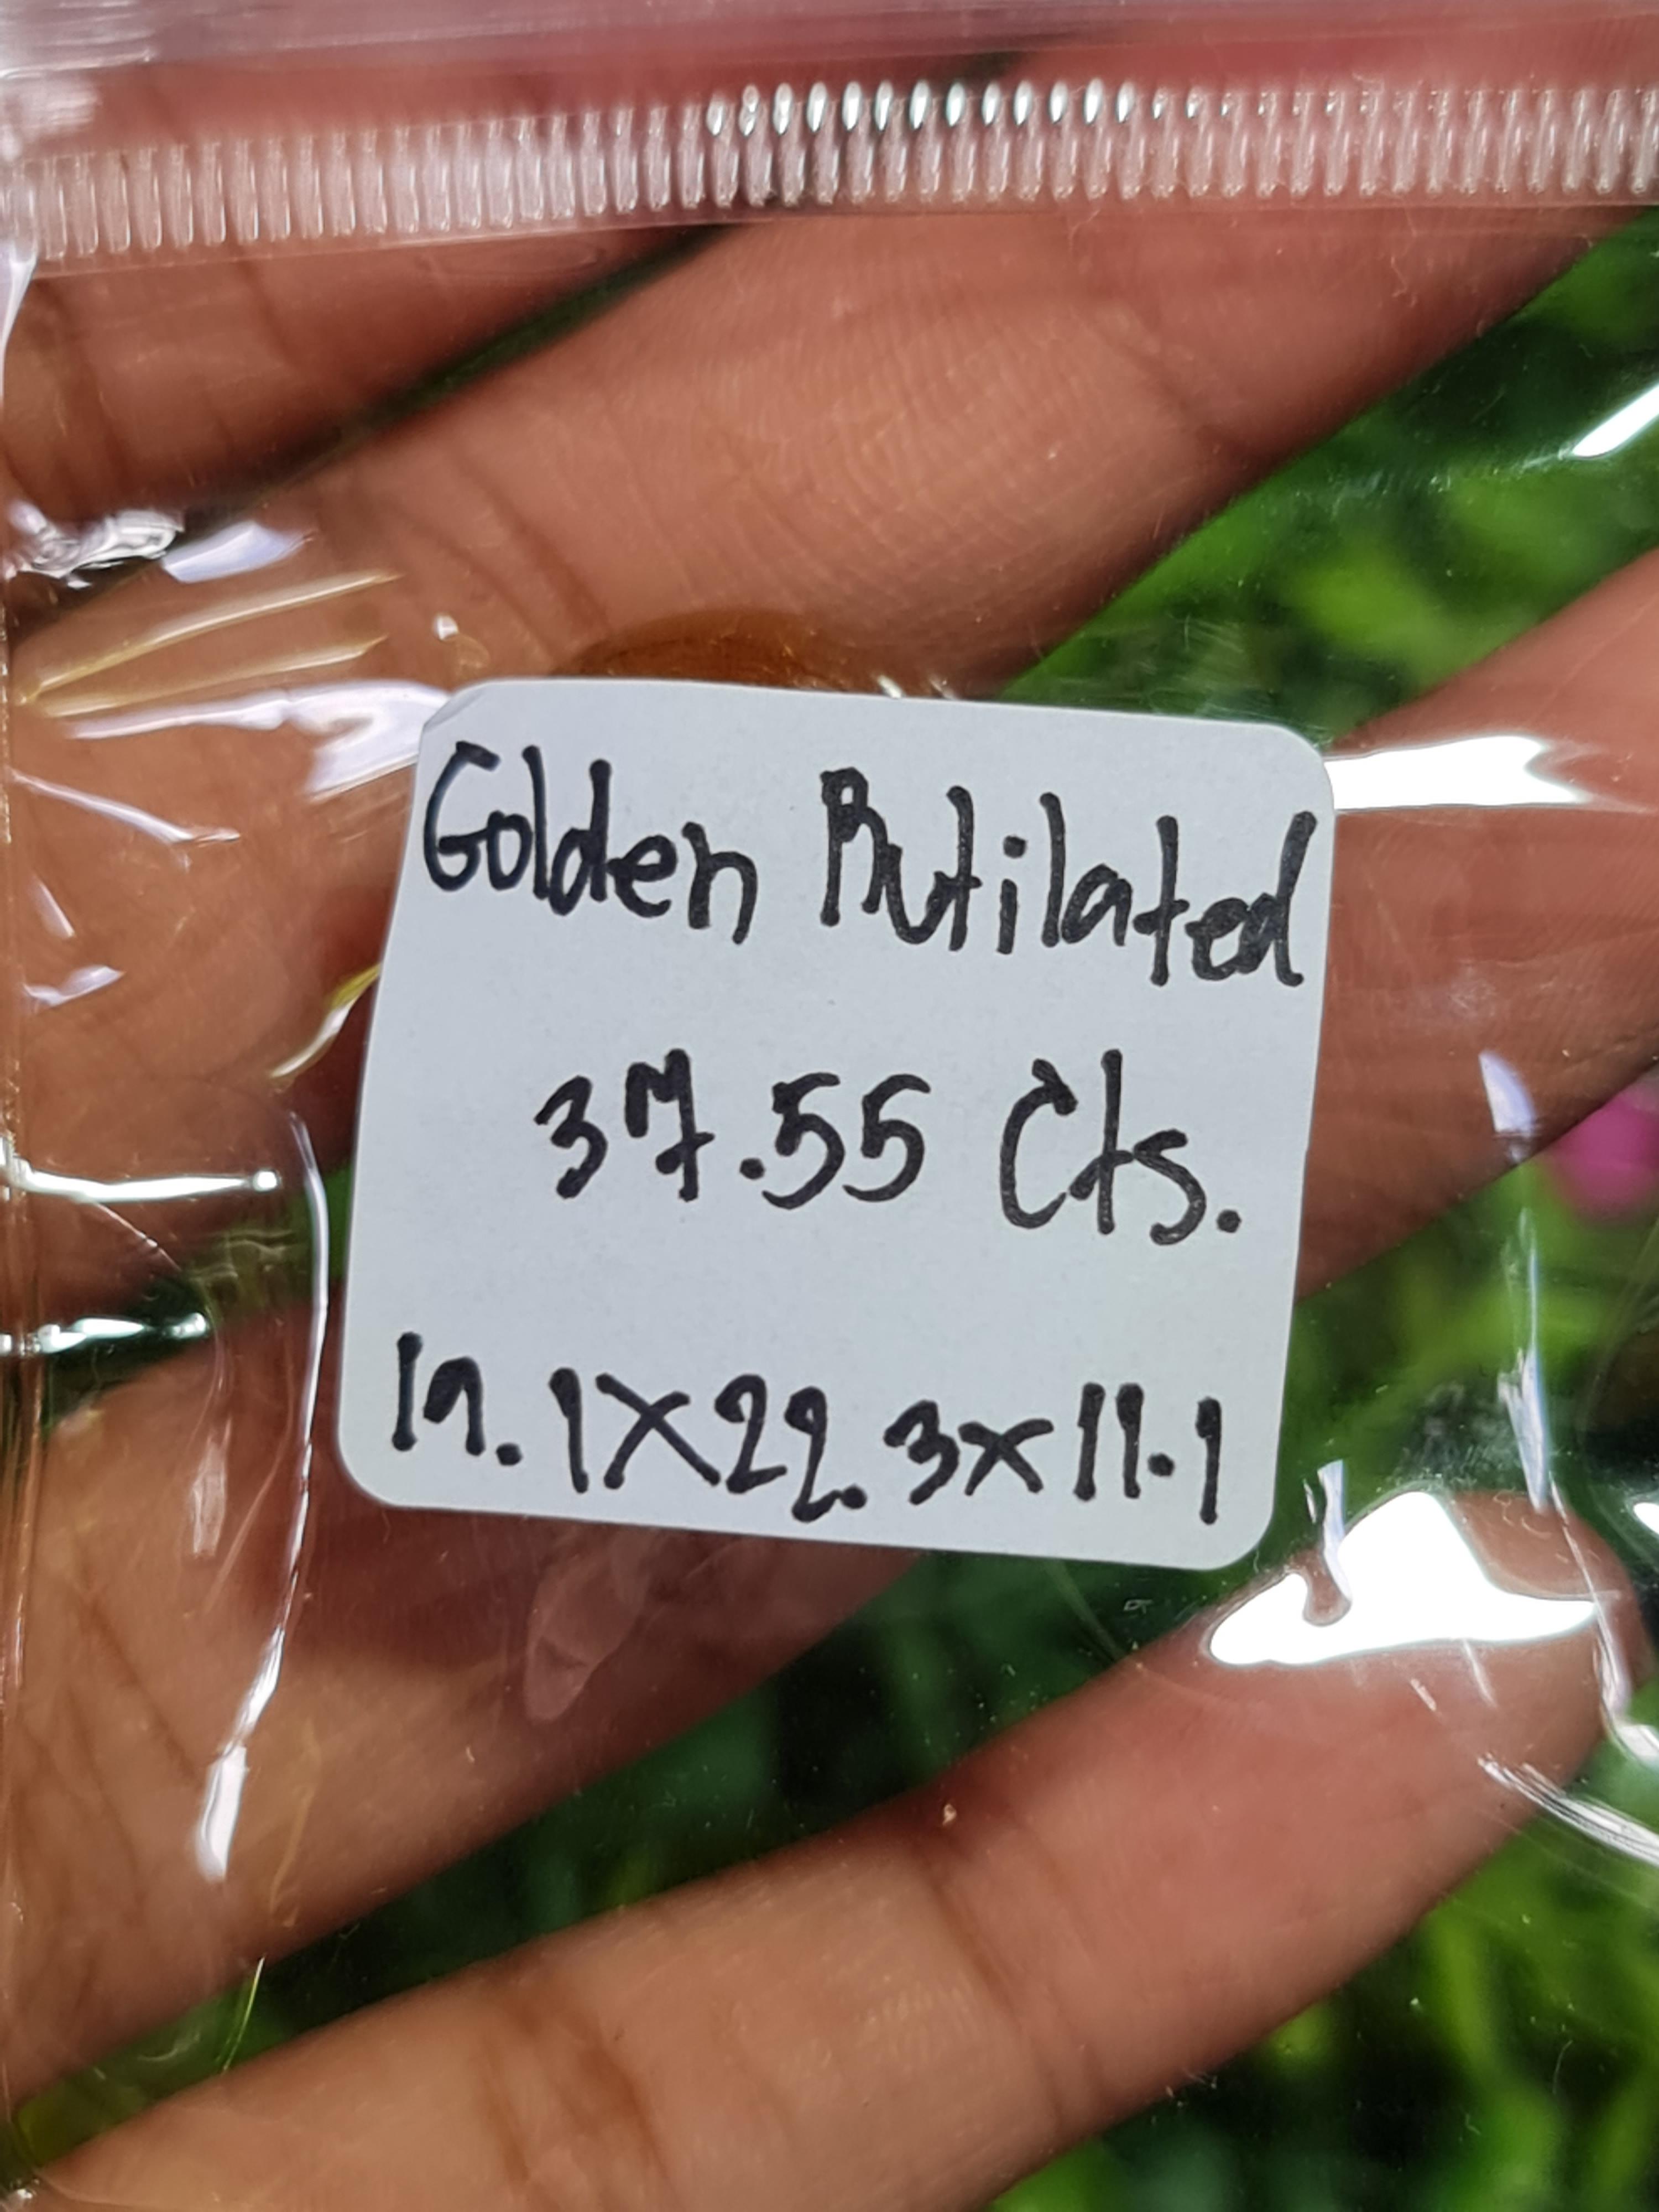 Golden Rutilated
37.55 Cts.
19.1X22.3x11.1